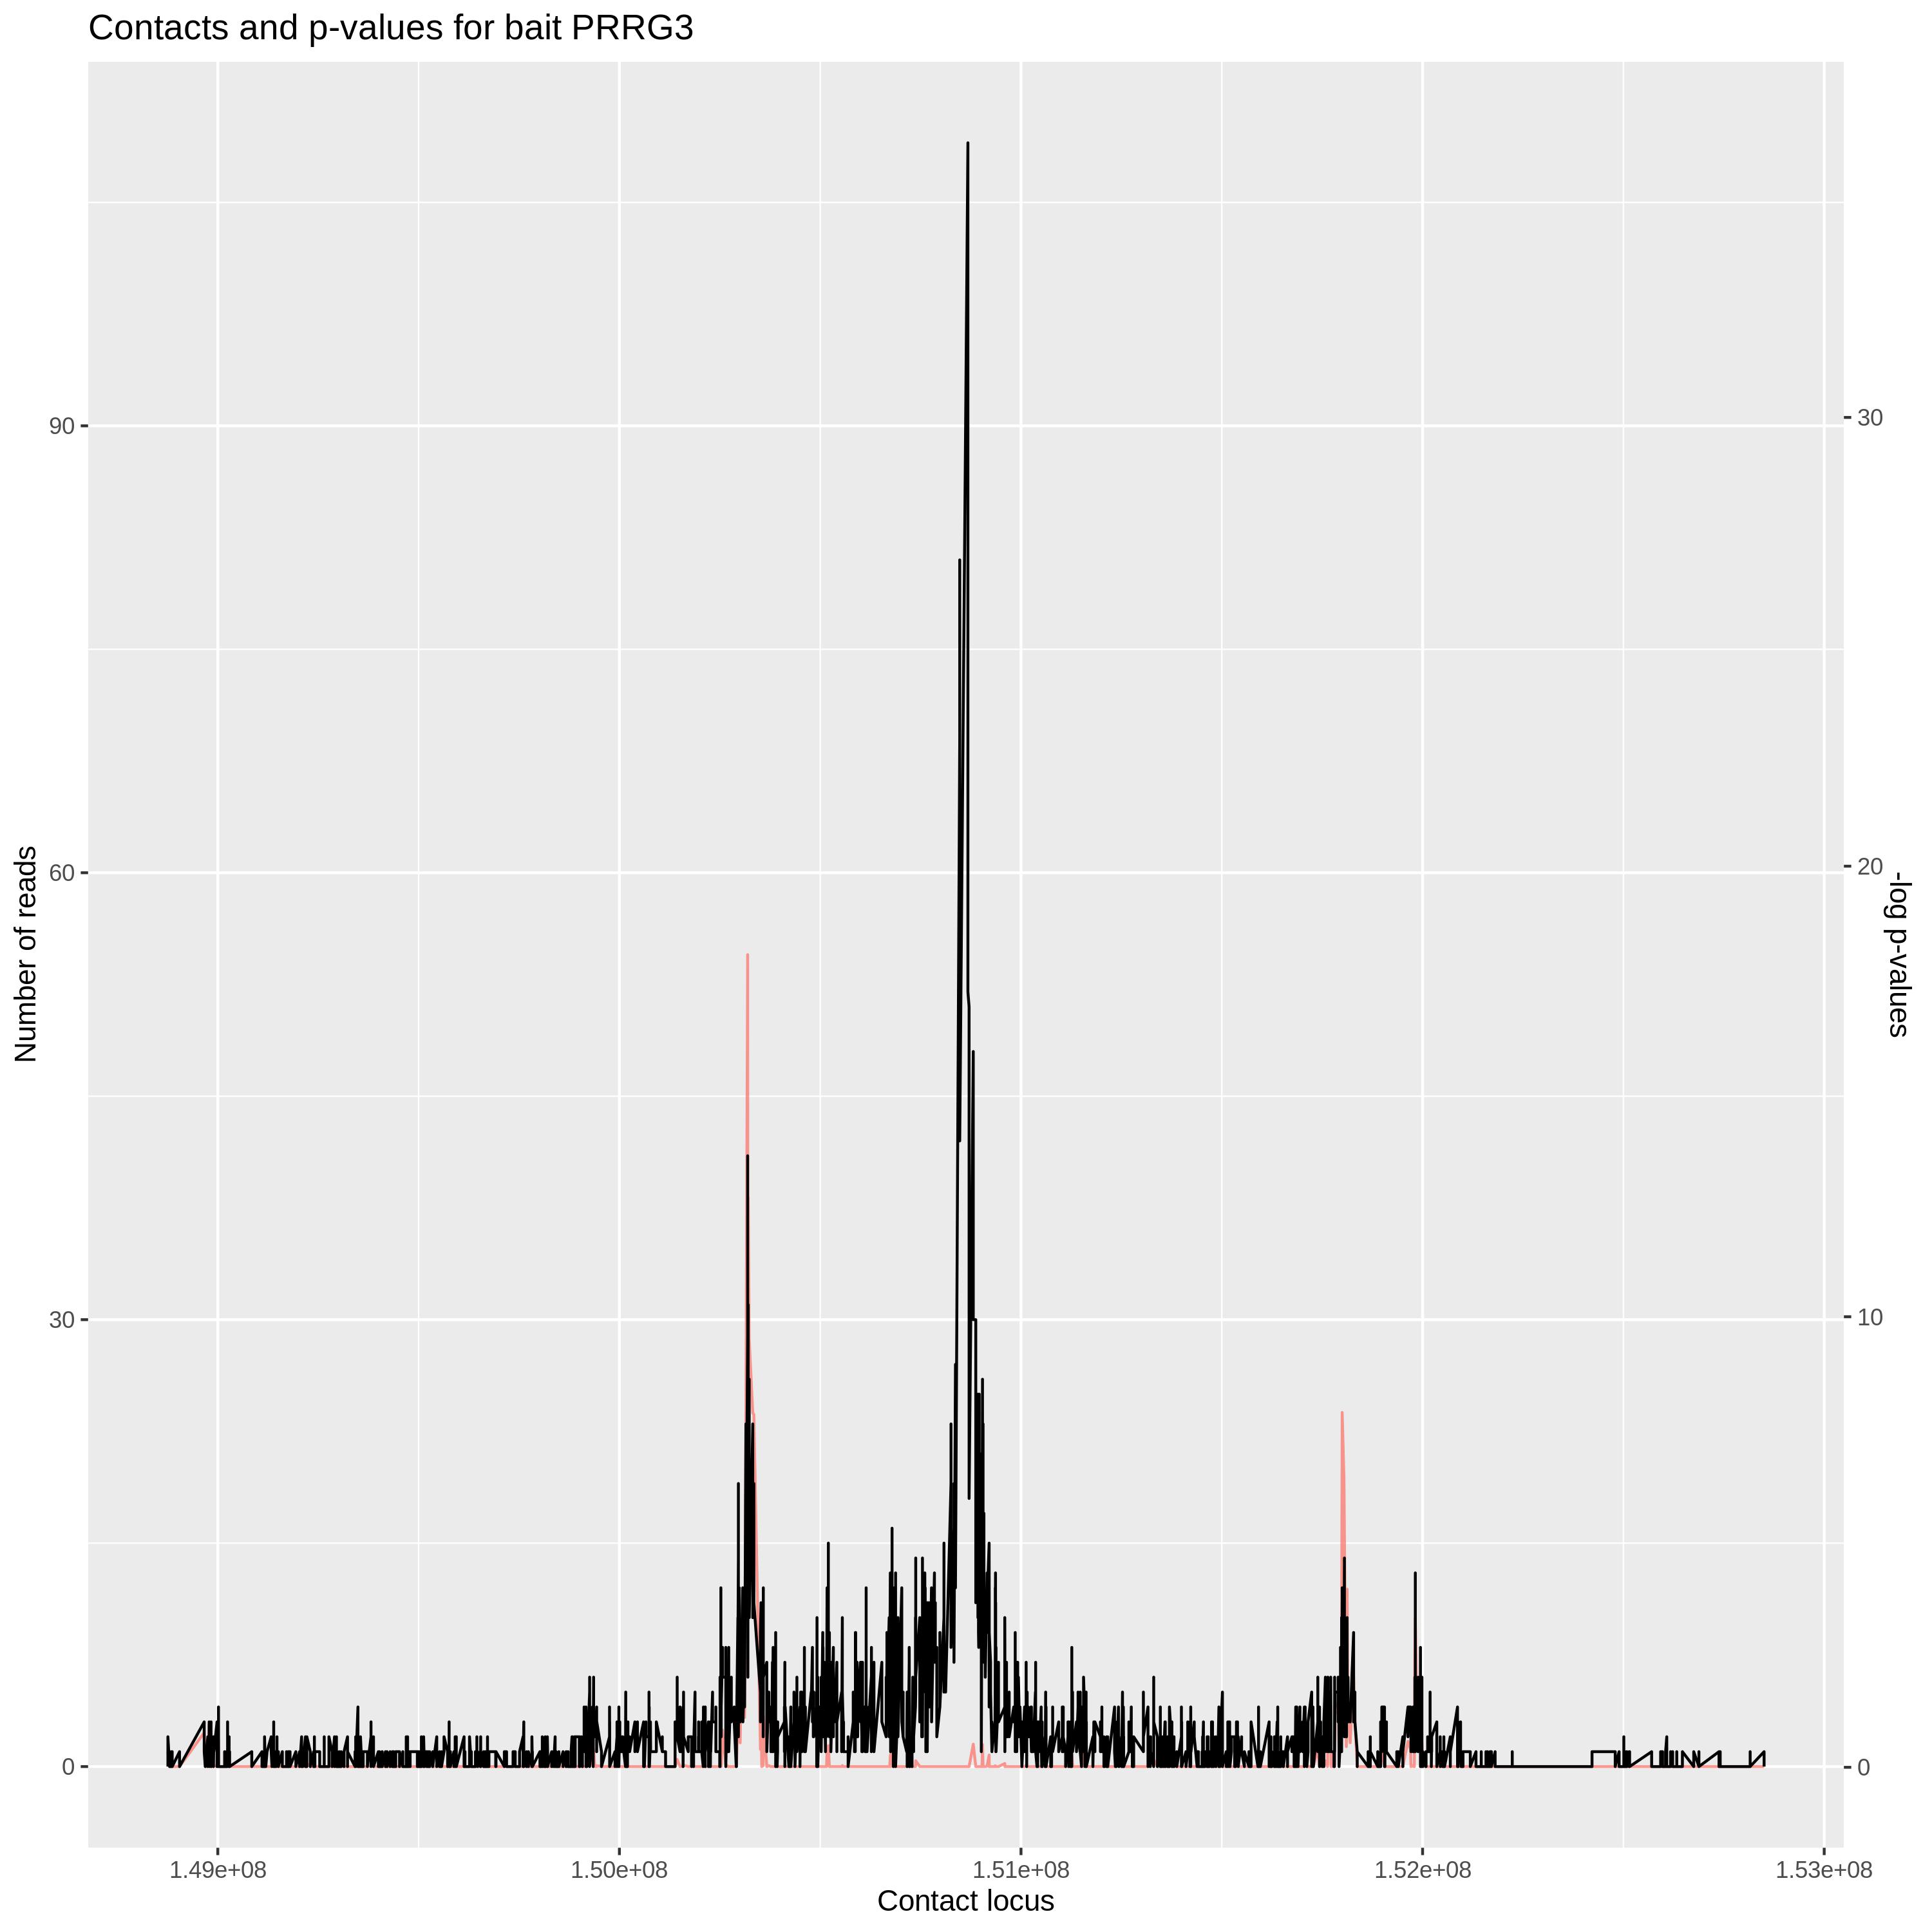 Contacts and p-values for bait PRRG3
Number of reads
90
60
30
0
30
20
10
0
-log p-values
1.49e+08
1.50e+08
1.51e+08
1.52e+08
1.53e+08
Contact locus